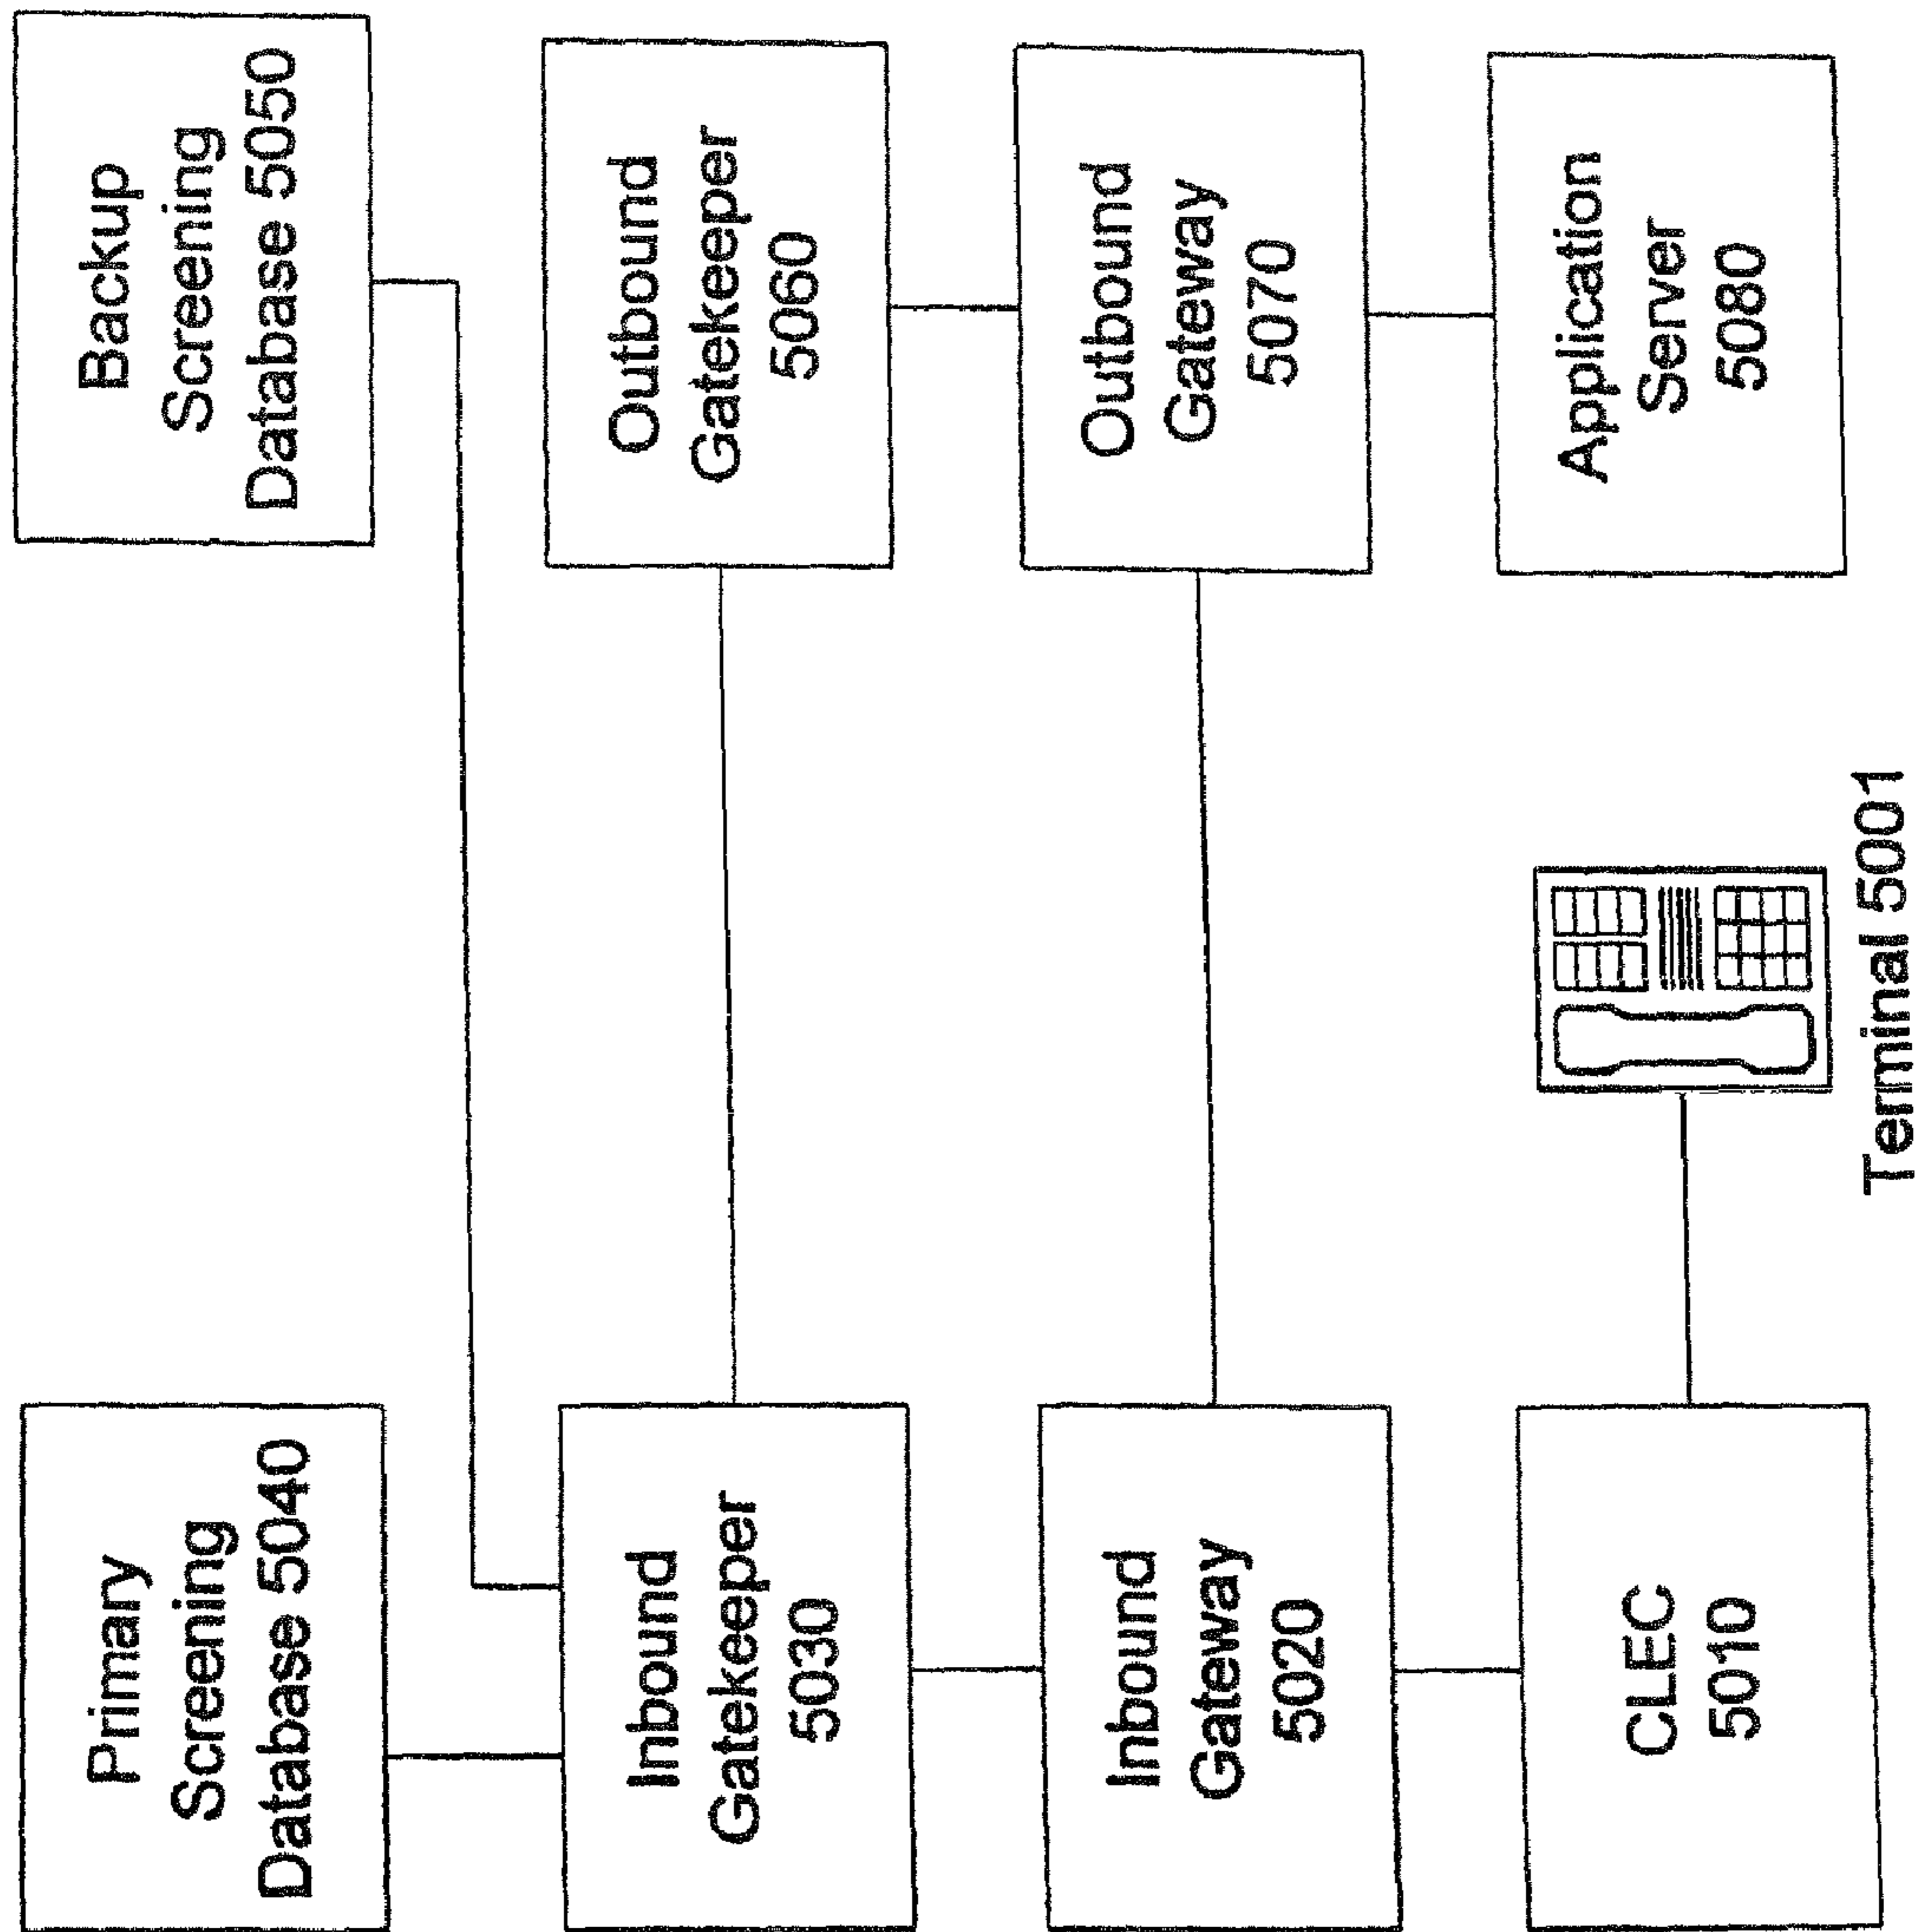 Primary
Screening
Database 5040
Backup
Screening
Database 5050
Inbound
Gatekeeper
5030
Outbound
Gatekeeper
5060
Inbound
Gateway
5020
Outbound
Gateway
5070
CLEC
5010
Terminal 5001
Application
Server
5080